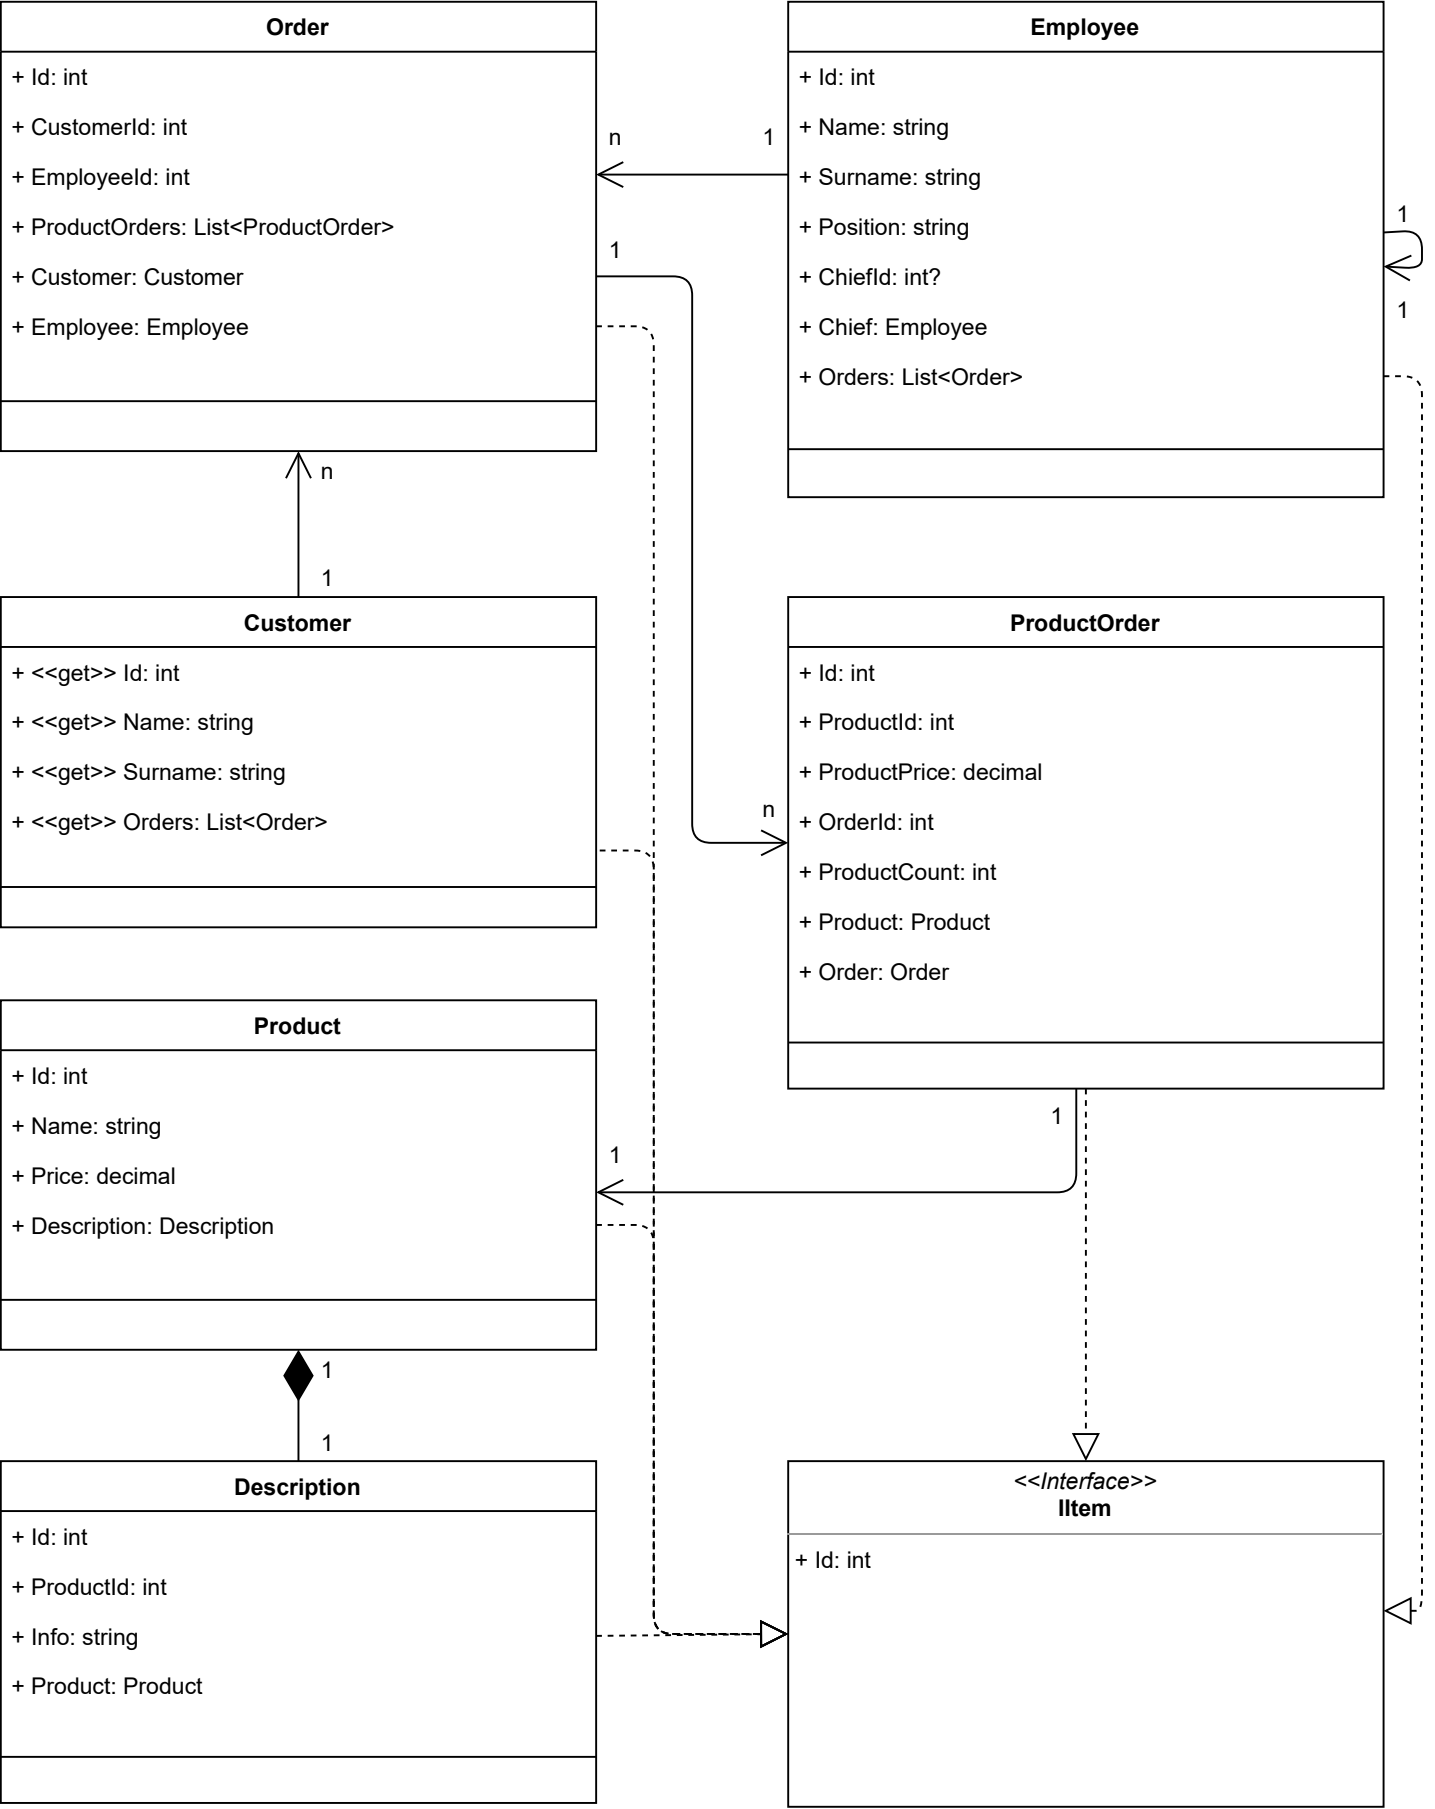 Order
+ Id: int
+ CustomerId: int
+ EmployeeId: int
+ ProductOrders: List<ProductOrder>
+ Customer: Customer
+ Employee: Employee
n
1
1
Employee
+ Id: int
+ Name: string
+ Surname: string
+ Position: string
+ ChiefId: int?
+ Chief: Employee
+ Orders: List<Order>
1
1
n
1
Customer
+ <<get>> Id: int
+ <<get>> Name: string
+ <<get>> Surname: string
+ <<get>> Orders: List<Order>
n
ProductOrder
+ Id: int
+ ProductId: int
+ ProductPrice: decimal
+ OrderId: int
+ ProductCount: int
+ Product: Product
+ Order: Order
1
1
Product
+ Id: int
+ Name: string
+ Price: decimal
+ Description: Description
1
1
Description
+ Id: int
+ ProductId: int
+ Info: string
+ Product: Product
<<Interface>>
IItem
+ Id: int